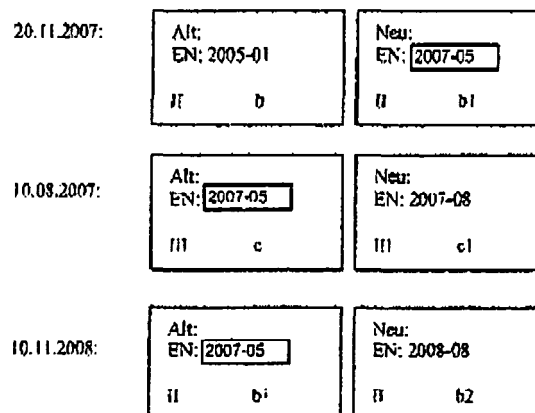 20.11.2007:
Alt:
EN: 2005-01
II b
Neu:
EN: 2007-05
II b1
10.08.2007:
Alt:
EN: 2007-05
III c
Neu:
EN: 2007-08
III c1
10.11.2008:
Alt:
EN: 2007-05
II b1
Neu:
EN: 2008-08
II b2